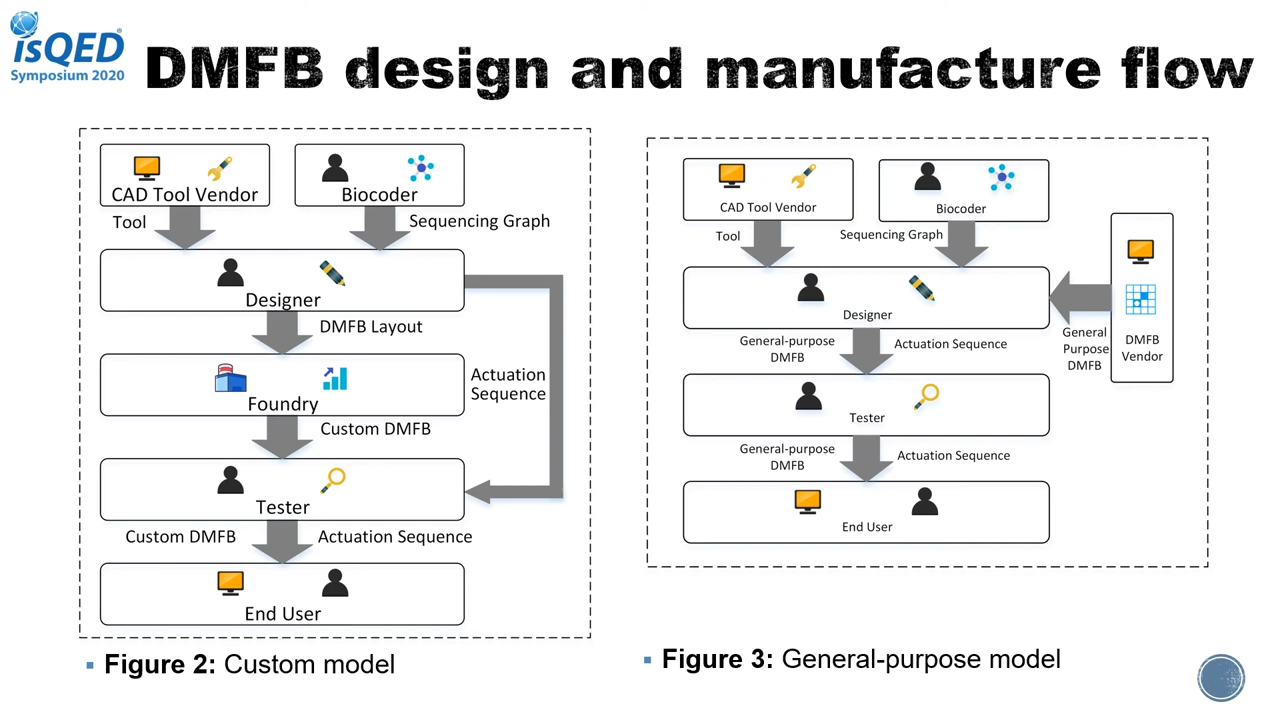 isQED
Symposium 2020
DMFB design and manufacture flow
CAD Tool Vendor
Biocoder
Tool
Sequencing Graph
Designer
DMFB Layout
Foundry
Actuation
Sequence
Custom DMFB
Tester
Custom DMFB
Actuation Sequence
End User
Figure 2: Custom model
CAD Tool Vendor
Biocoder
Tool
Sequencing Graph
Designer
General
Purpose
DMFB
DMFB
Vendor
General-purpose
DMFB
Actuation Sequence
Tester
General-purpose
DMFB
Actuation Sequence
End User
Figure 3: General-purpose model